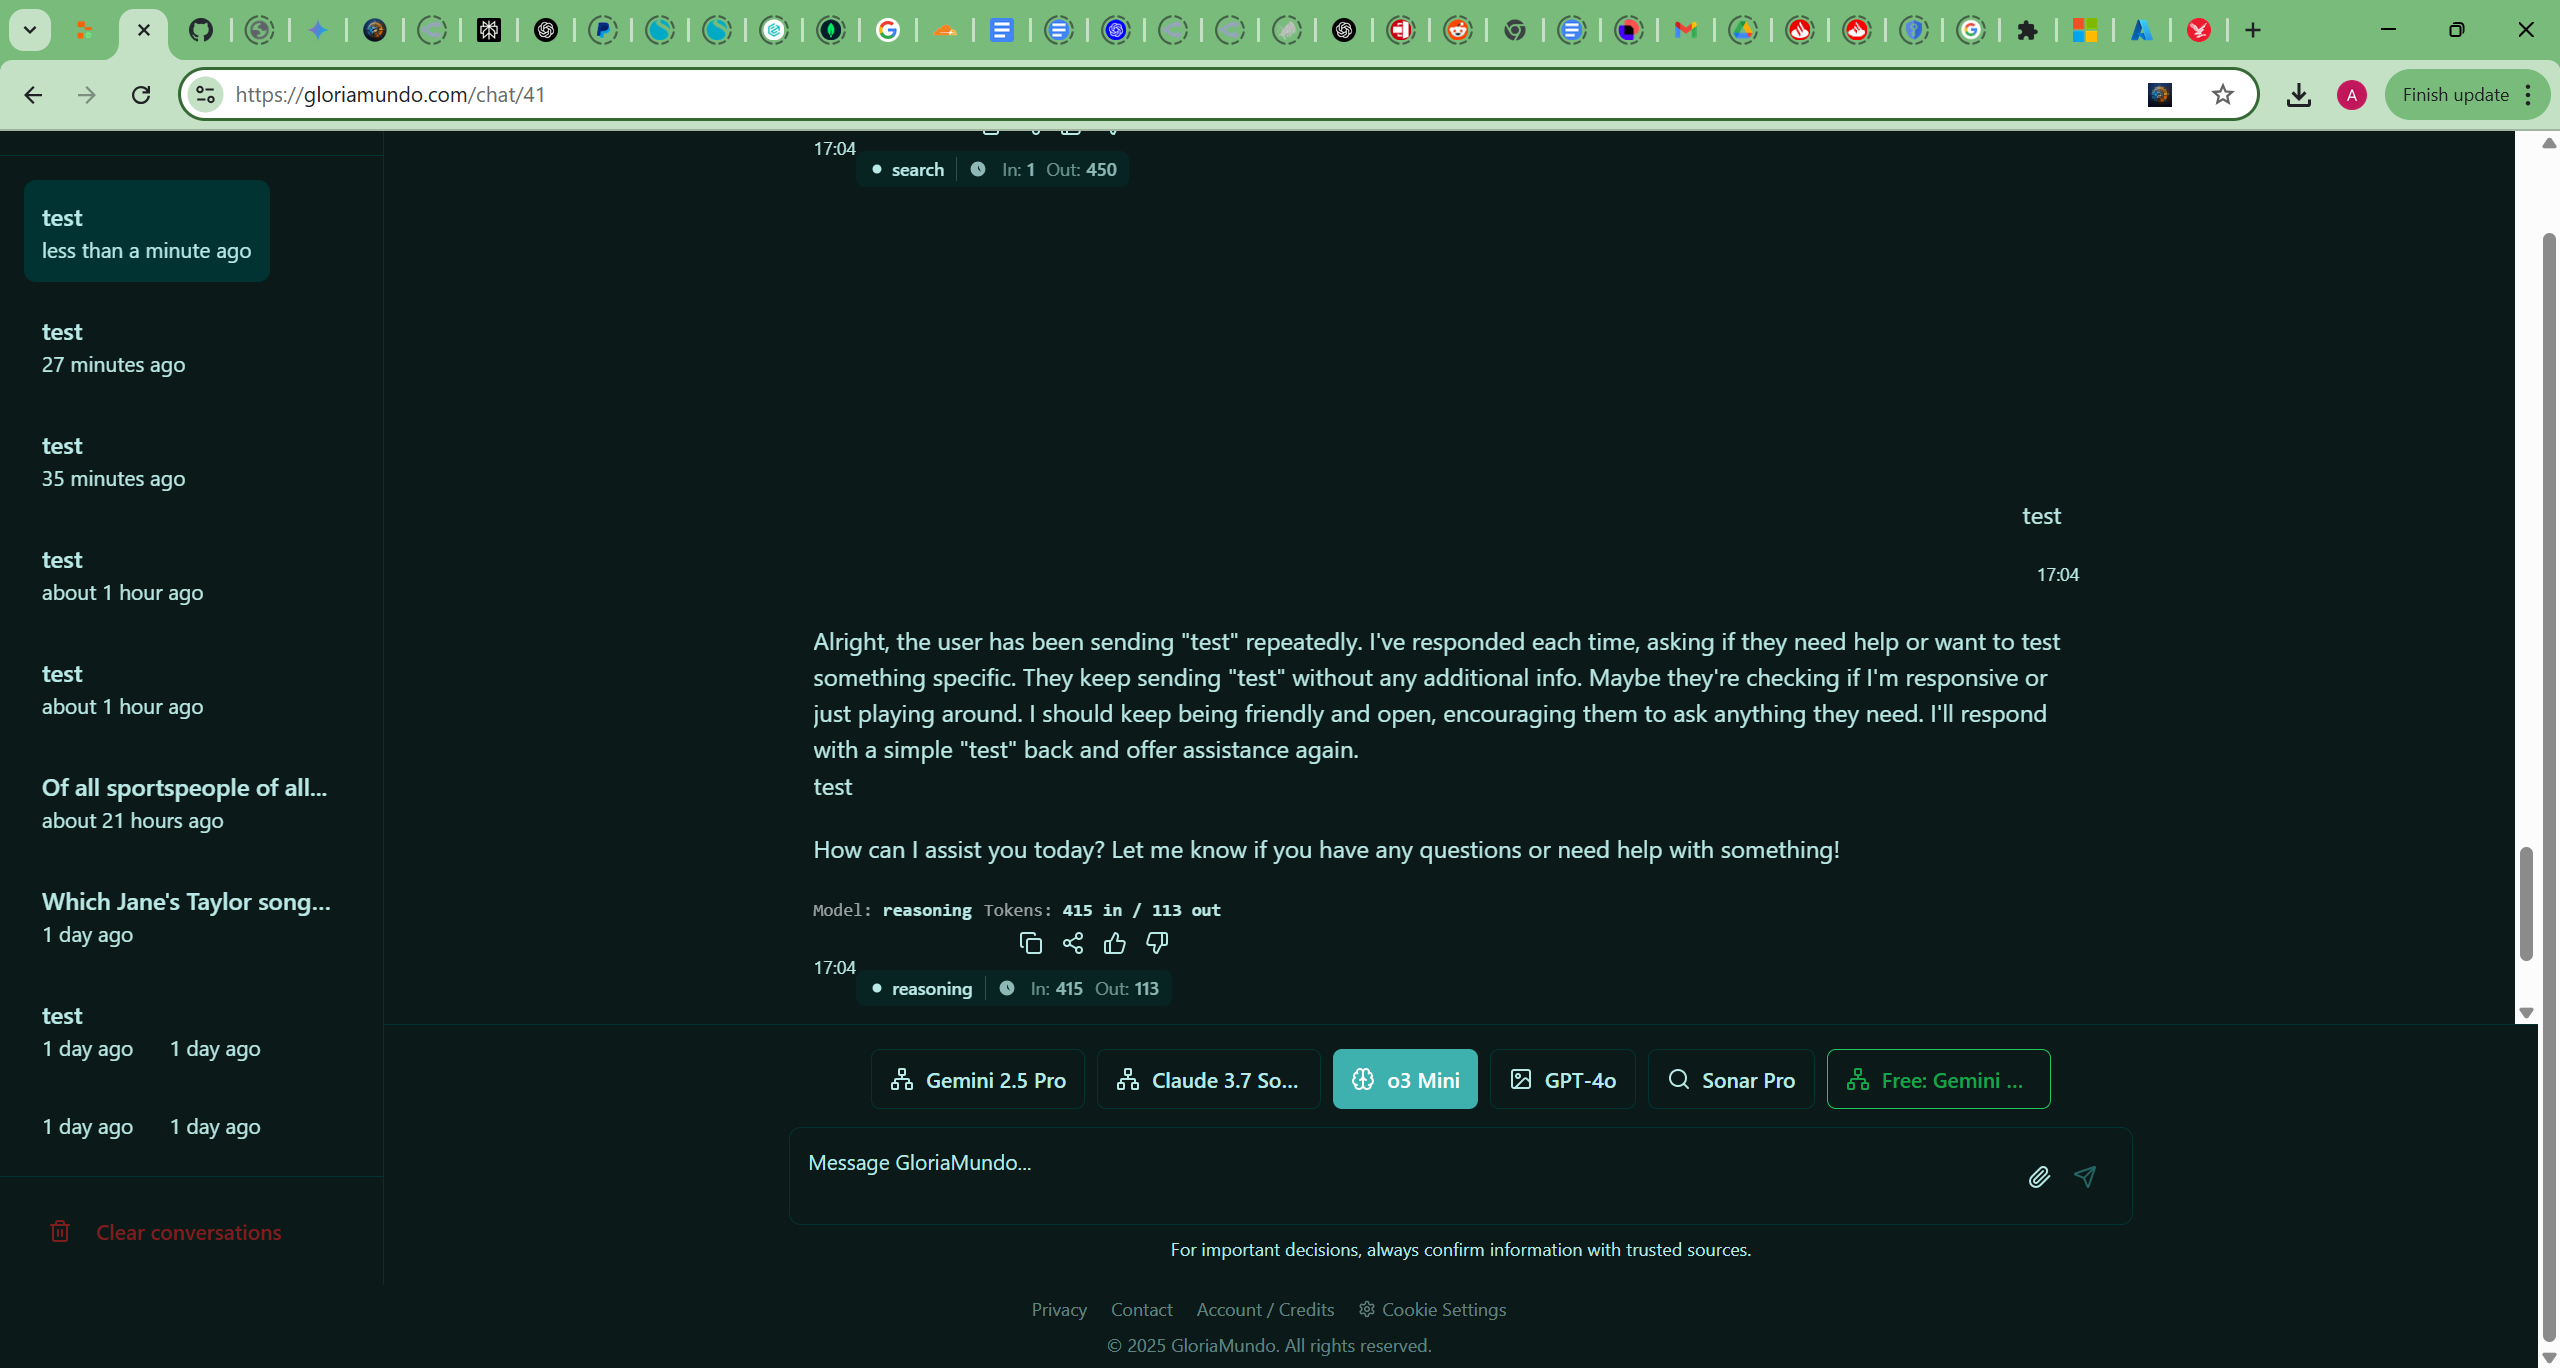 https://gloriamundo.com/chat/41
A
Finish update
test
less than a minute ago
test
27 minutes ago
test
35 minutes ago
test
about 1 hour ago
test
about 1 hour ago
Of all sportspeople of all...
about 21 hours ago
Which Jane's Taylor song...
1 day ago
test
1 day ago 1 day ago
1 day ago 1 day ago
Clear conversations
17:04
search In: 1 Out: 450
test
17:04
Alright, the user has been sending "test" repeatedly. I've responded each time, asking if they need help or want to test
something specific. They keep sending "test" without any additional info. Maybe they're checking if I'm responsive or
just playing around. I should keep being friendly and open, encouraging them to ask anything they need. I'll respond
with a simple "test" back and offer assistance again.
test
How can I assist you today? Let me know if you have any questions or need help with something!
Model: reasoning Tokens: 415 in / 113 out
17:04
reasoning In: 415 Out: 113
Gemini 2.5 Pro Claude 3.7 So... o3 Mini GPT-4o Sonar Pro Free: Gemini ...
Message GloriaMundo...
For important decisions, always confirm information with trusted sources.
Privacy Contact Account / Credits Cookie Settings
© 2025 GloriaMundo. All rights reserved.